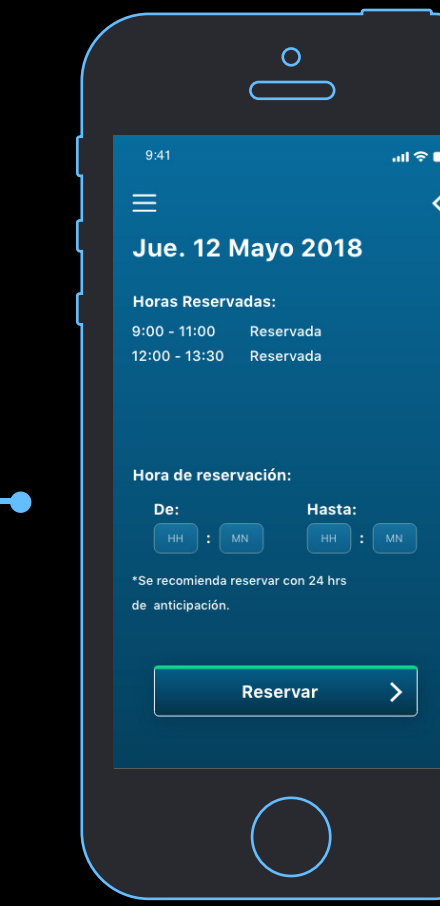 9:41
Jue. 12 Mayo 2018
Horas Reservadas:
9:00 - 11:00 Reservada
12:00 - 13:30 Reservada
Hora de reservación:
De: Hasta:
HH : MN HH : MN
*Se recomienda reservar con 24 hrs
de anticipación.
Reservar